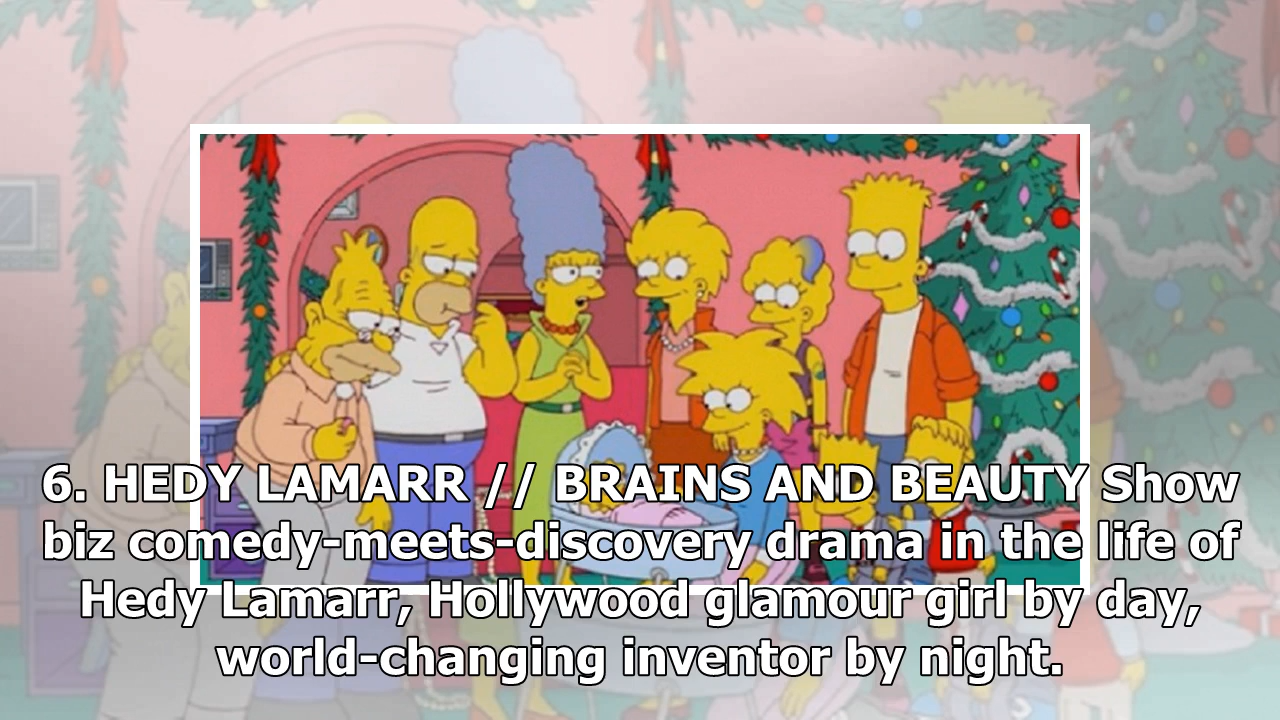 6. HEDY LAMARR // BRAINS AND BEAUTY Show
biz comedy-meets-discovery drama in the life of
Hedy Lamarr, Hollywood glamour girl by day,
world-changing inventor by night.